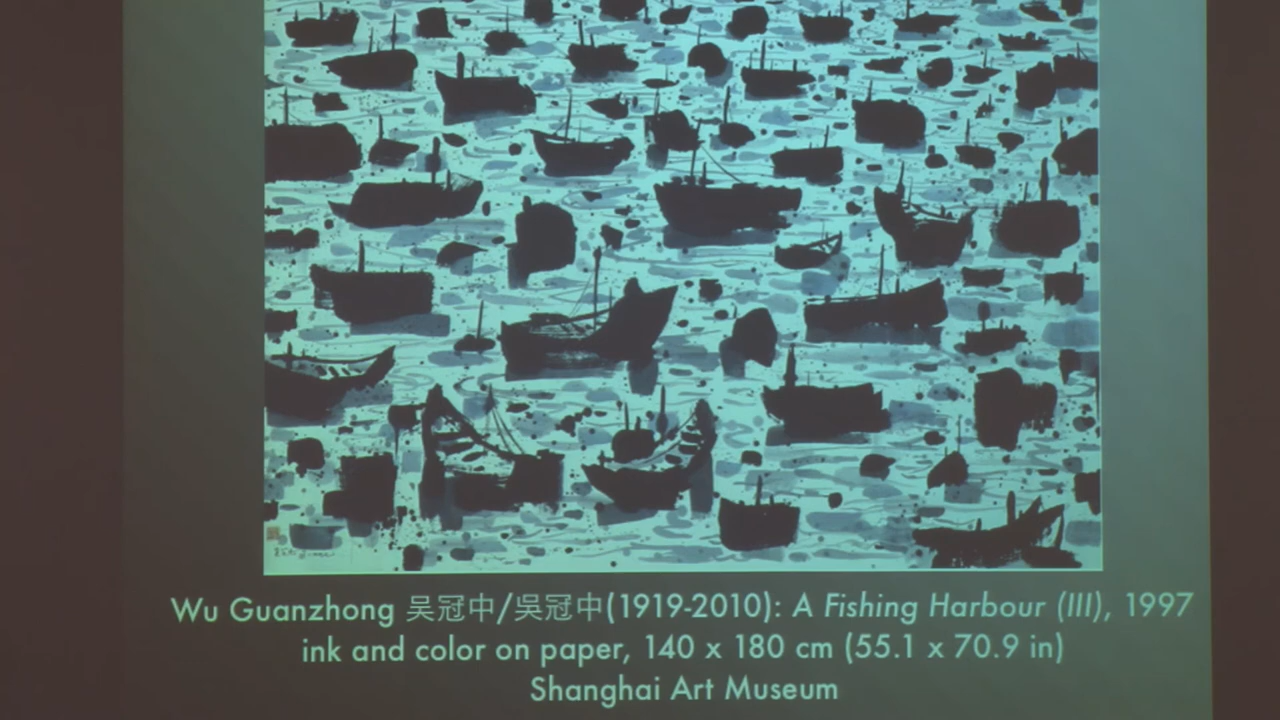 Wu Guanzhong 吴冠中/吳冠中(1919-2010): A Fishing Harbour (III), 1997
ink and color on paper, 140 x 180 cm (55.1 x 70.9 in)
Shanghai Art Museum